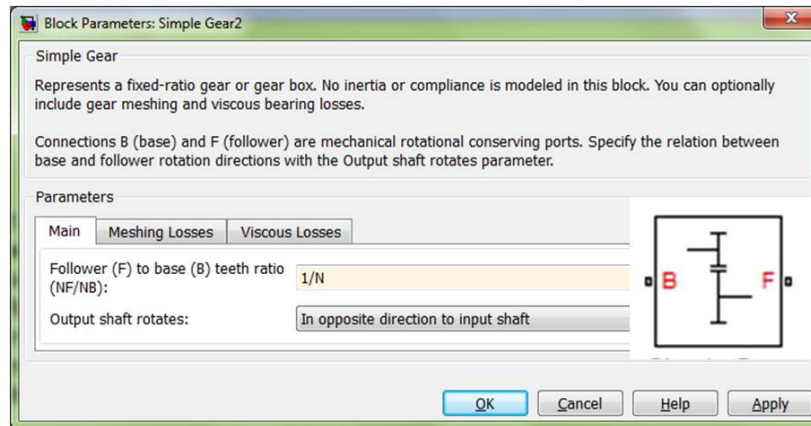 Block Parameters: Simple Gear2
Simple Gear
Represents a fixed-ratio gear or gear box. No inertia or compliance is modeled in this block. You can optionally
include gear meshing and viscous bearing losses.
Connections B (base) and F (follower) are mechanical rotational conserving ports. Specify the relation between
base and follower rotation directions with the Output shaft rotates parameter.
Parameters
Main Meshing Losses Viscous Losses
Follower (F) to base (B) teeth ratio
(NF/NB):
1/N
Output shaft rotates:
In opposite direction to input shaft
B F
OK Cancel Help Apply